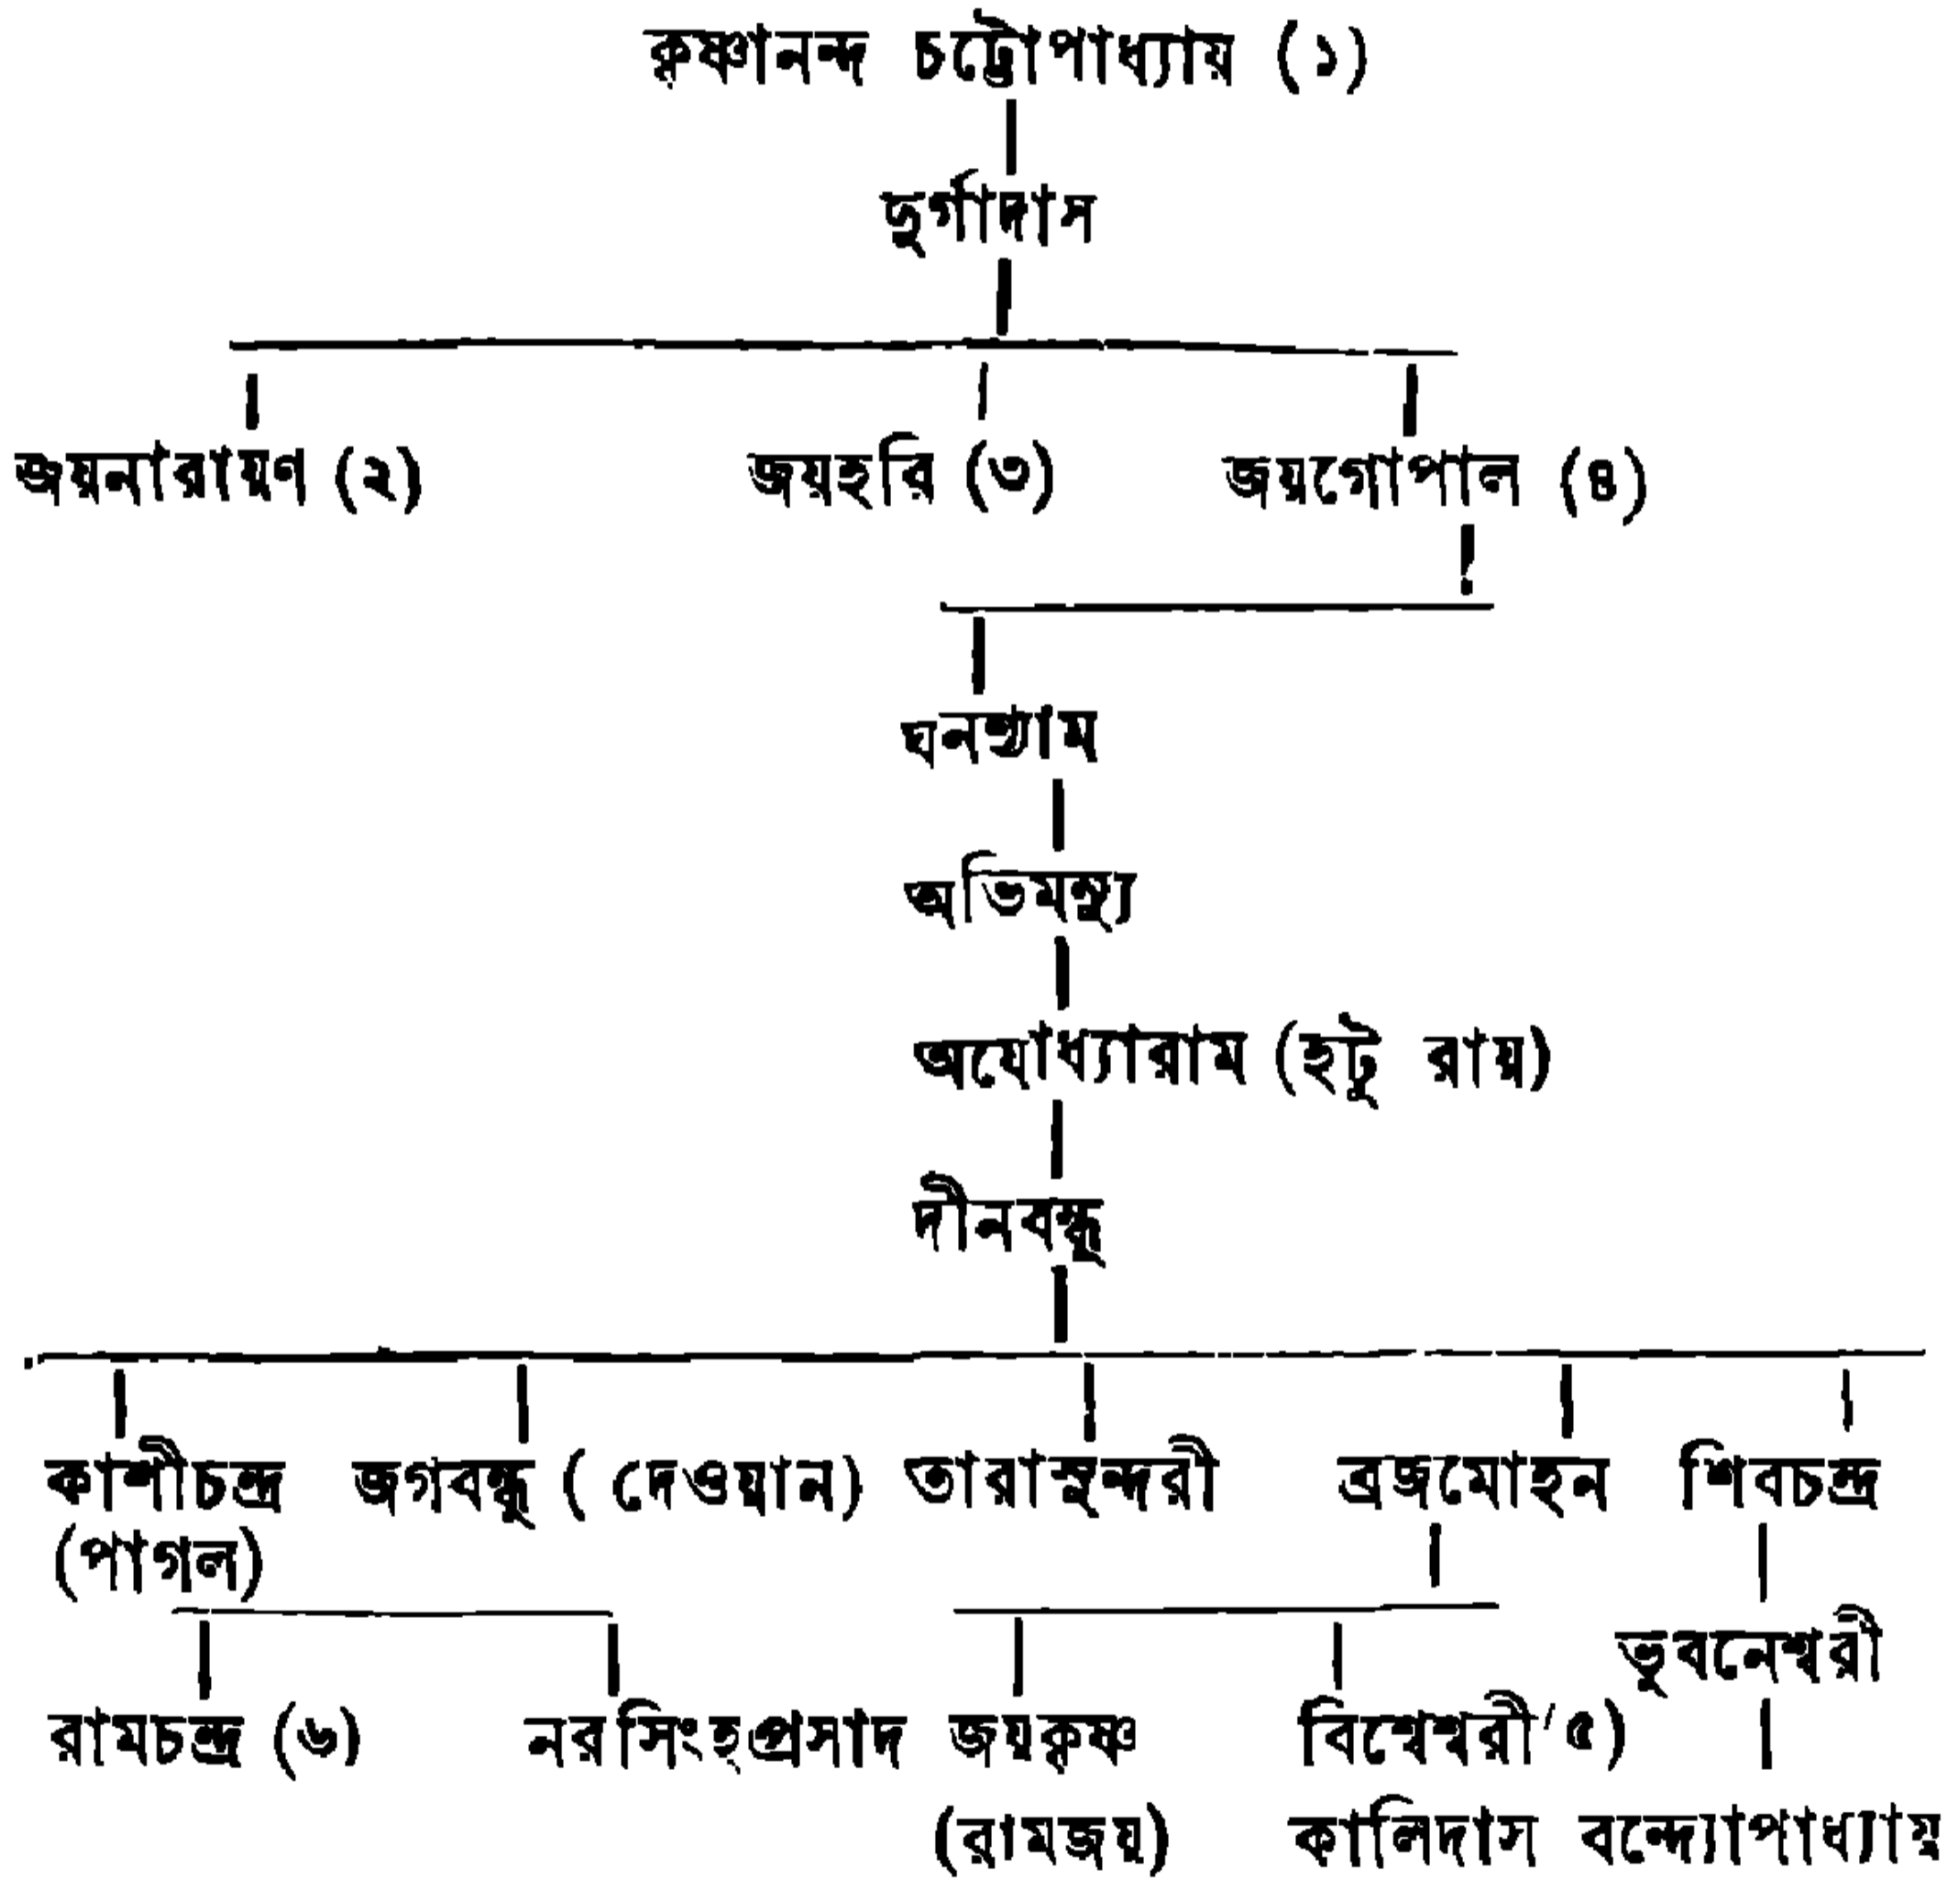 কৃষ্ণানন্দ চট্টোপাধ্যায় (১)
দুর্গাদাস
জয়নারায়ণ (২) জয়হরি (৩) জয়গোপাল (৪)
ঘনশ্যাম
অভিমন্যু
অযোধ্যারাম (হটু রায়)
দীনবন্ধু
কাশীচন্দ্র জগবন্ধু ( দেওয়ান) তারাসুন্দরী ব্রজমোহন শিবচন্দ্র
(পাগল)
ভুবনেশ্বরী
রামচন্দ্র (৬) নরসিংহপ্রসাদ জয়কৃষ্ণ বিশ্বেশ্বরী (৫)
(রামজয়) কালিদাস বন্দ্যোপাধ্যায়